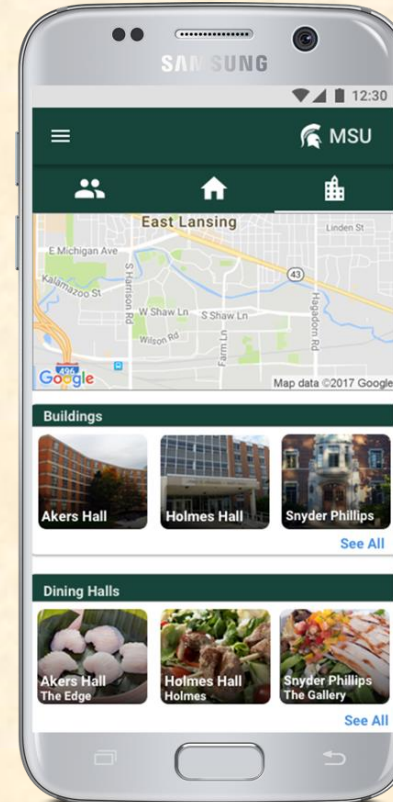 SAMSUNG
12:30
MSU
East Lansing
Linden St
E Michigan Ave
Kalamazoo St
S Harrison Rd
43
W Shaw Ln
S Shaw Ln
Wilson Rd
Farm Ln
Hagadorn Rd
496
Google
Map data ©2017 Google
Buildings
Akers Hall
Holmes Hall
Snyder Phillips
See All
Dining Halls
Akers Hall
Holmes Hall
Snyder Phillips
The Edge
Holmes
The Gallery
See All